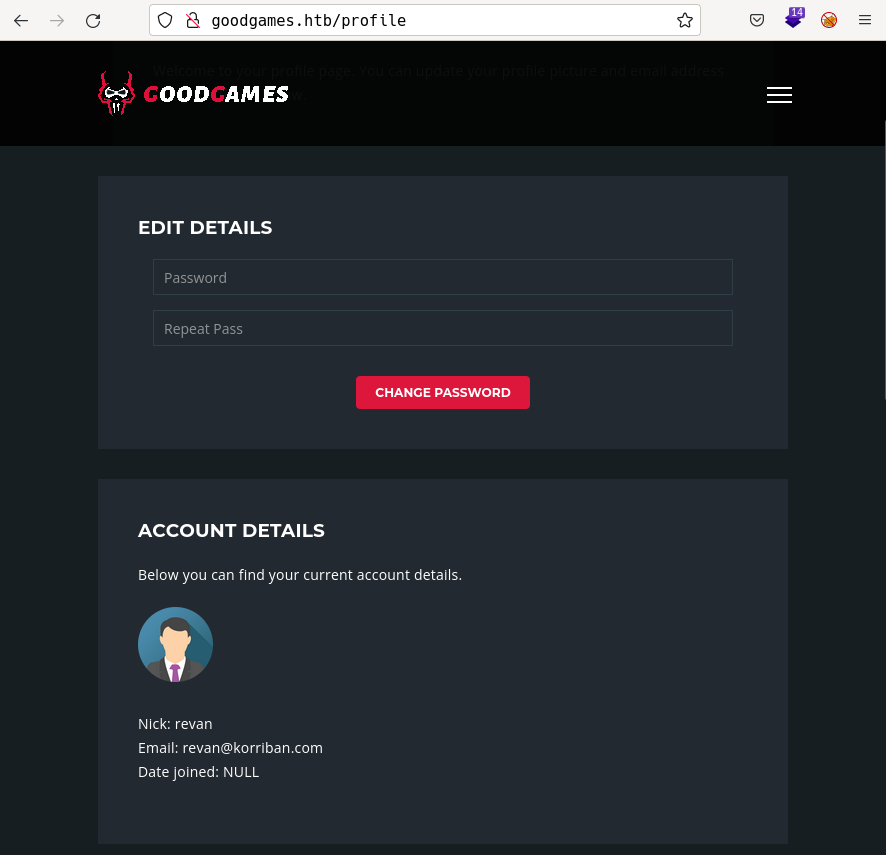 14
goodgames.htb/profile
Welcome to your profile page. You can update your profile picture and email address
GOODGAMES
EDIT DETAILS
Password
Repeat Pass
CHANGE PASSWORD
ACCOUNT DETAILS
Below you can find your current account details.
Nick: revan
Email: revan@korriban.com
Date joined: NULL